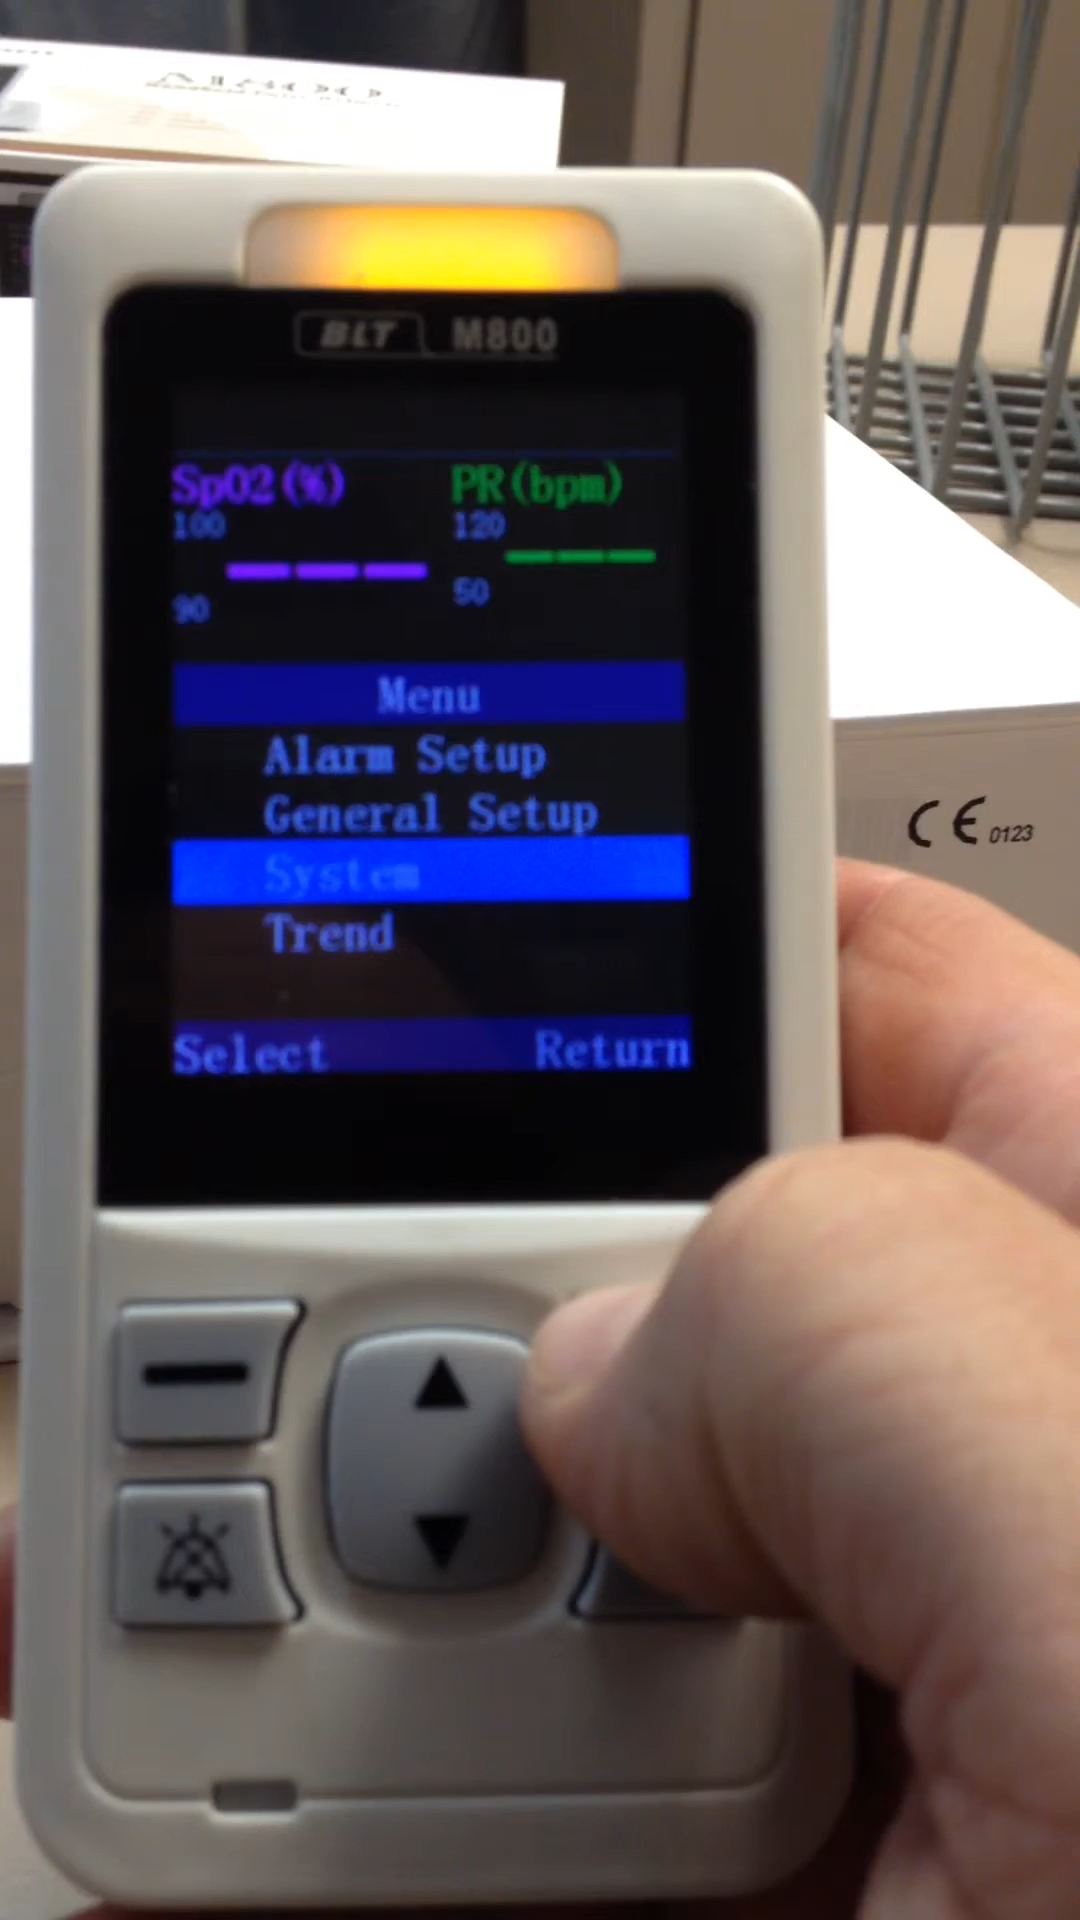 BLT M800
SpO2(%) PR(bpm)
100 120
--- ---
90 50
Menu
Alarm Setup
General Setup
System
Trend
Select Return
CE 0123